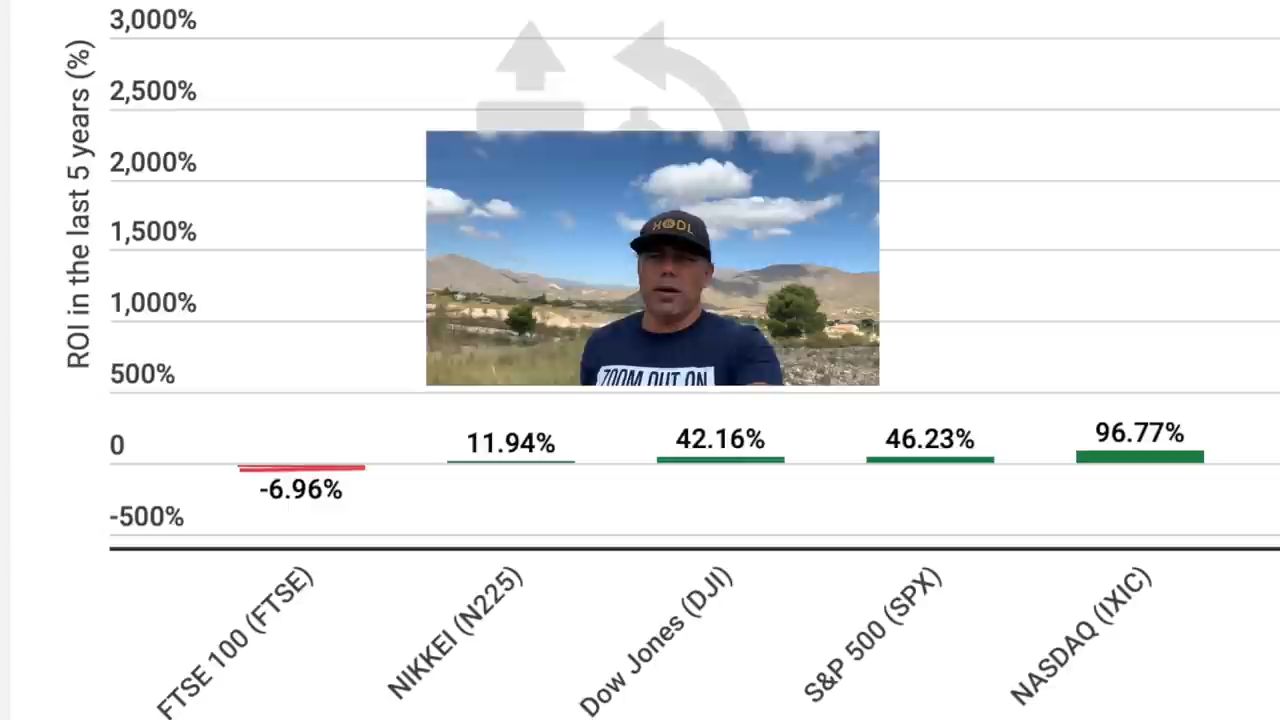 3,000%
2,500%
2,000%
1,500%
1,000%
500%
0
-500%
ROI in the last 5 years (%)
HODL
ZOOM OUT ON
-6.96%
11.94%
42.16%
46.23%
96.77%
FTSE 100 (FTSE)
NIKKEI (N225)
Dow Jones (DJI)
S&P 500 (SPX)
NASDAQ (IXIC)